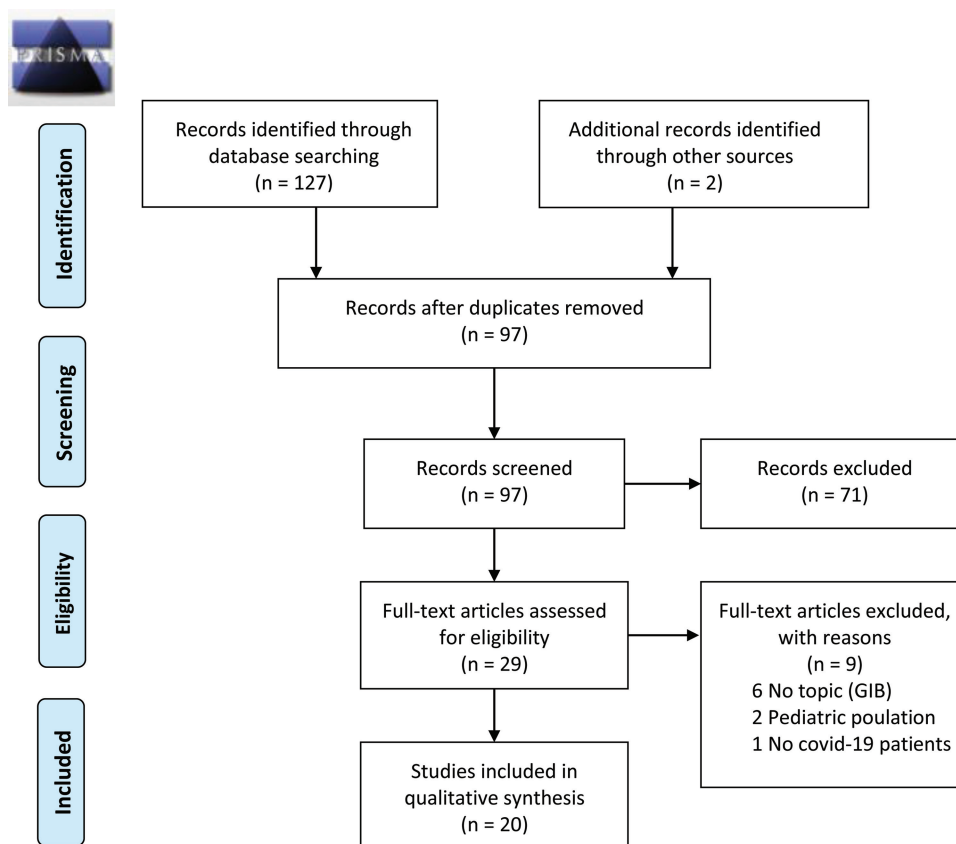 PRISMA
Identification
Records identified through
database searching
(n = 127)
Additional records identified
through other sources
(n = 2)
Records after duplicates removed
(n = 97)
Screening
Records screened
(n = 97)
Records excluded
(n = 71)
Eligibility
Full-text articles assessed
for eligibility
(n = 29)
Full-text articles excluded,
with reasons
(n = 9)
6 No topic (GIB)
2 Pediatric poulation
1 No covid-19 patients
Included
Studies included in
qualitative synthesis
(n = 20)